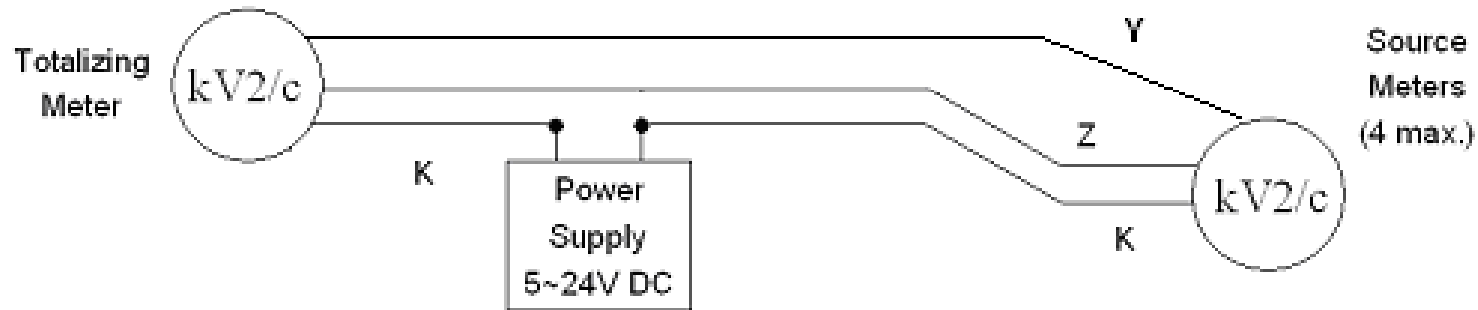 Totalizing
Meter
kV2/c
K
Power
Supply
5~24V DC
Y
Z
K
kV2/c
Source
Meters
(4 max.)